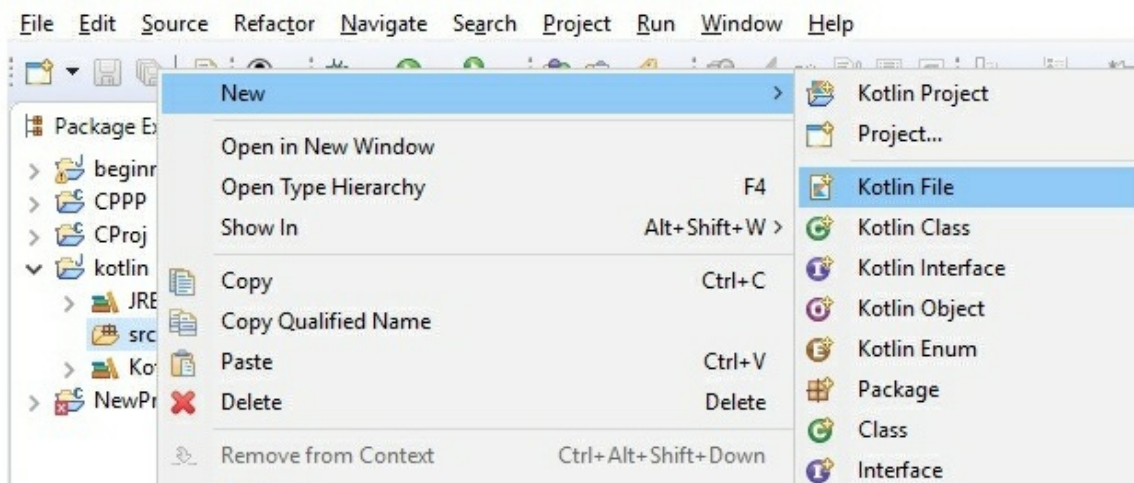 File Edit Source Refactor Navigate Search Project Run Window Help
Package Ex
beginn
CPPP
CProj
kotlin
JRE
src
Ko
NewPr
New
Open in New Window
Open Type Hierarchy F4
Show In Alt+Shift+W >
Copy Ctrl+C
Copy Qualified Name
Paste Ctrl+V
Delete Delete
Remove from Context Ctrl+Alt+Shift+Down
Kotlin Project
Project...
Kotlin File
Kotlin Class
Kotlin Interface
Kotlin Object
Kotlin Enum
Package
Class
Interface